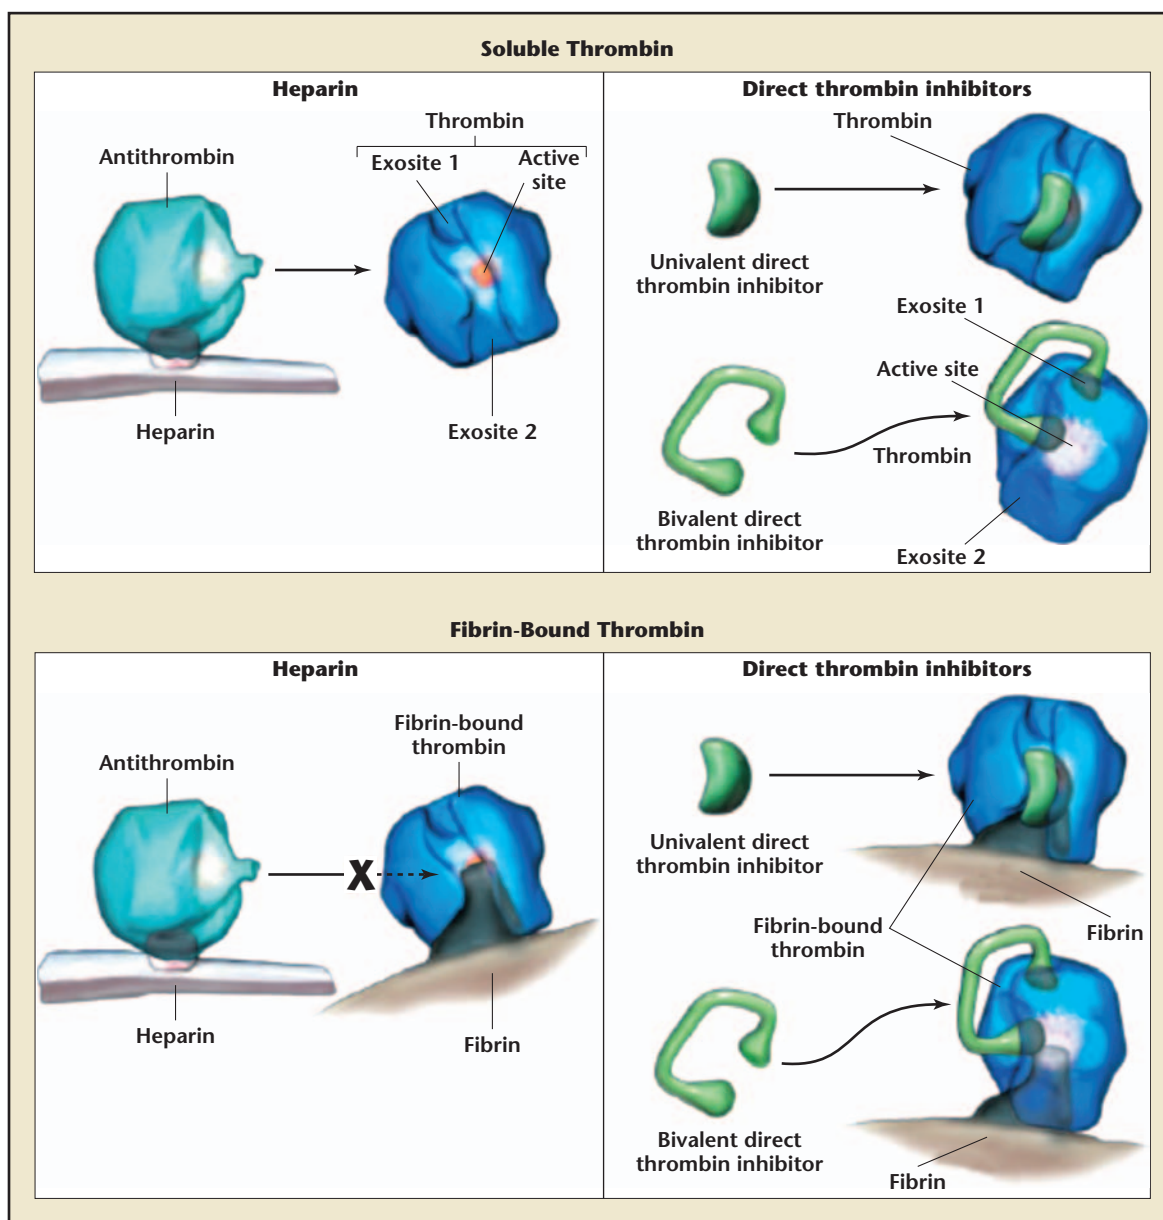 Soluble Thrombin
Heparin
Thrombin
Antithrombin
Exosite 1
Active
site
Heparin
Exosite 2
Direct thrombin inhibitors
Thrombin
Univalent direct
thrombin inhibitor
Exosite 1
Active site
Thrombin
Bivalent direct
thrombin inhibitor
Exosite 2
Fibrin-Bound Thrombin
Heparin
Fibrin-bound
thrombin
Antithrombin
X
Heparin
Fibrin
Direct thrombin inhibitors
Univalent direct
thrombin inhibitor
Fibrin
Fibrin-bound
thrombin
Bivalent direct
thrombin inhibitor
Fibrin